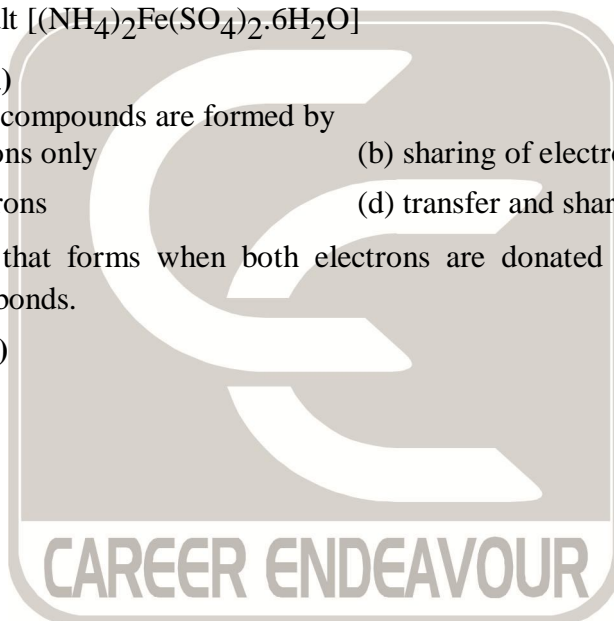 lt [(NH4)2Fe(SO4)2.6H2O]
)
compounds are formed by
ons only (b) sharing of electro
rons (d) transfer and shar
that forms when both electrons are donated
bonds.
)
CAREER ENDEAVOUR